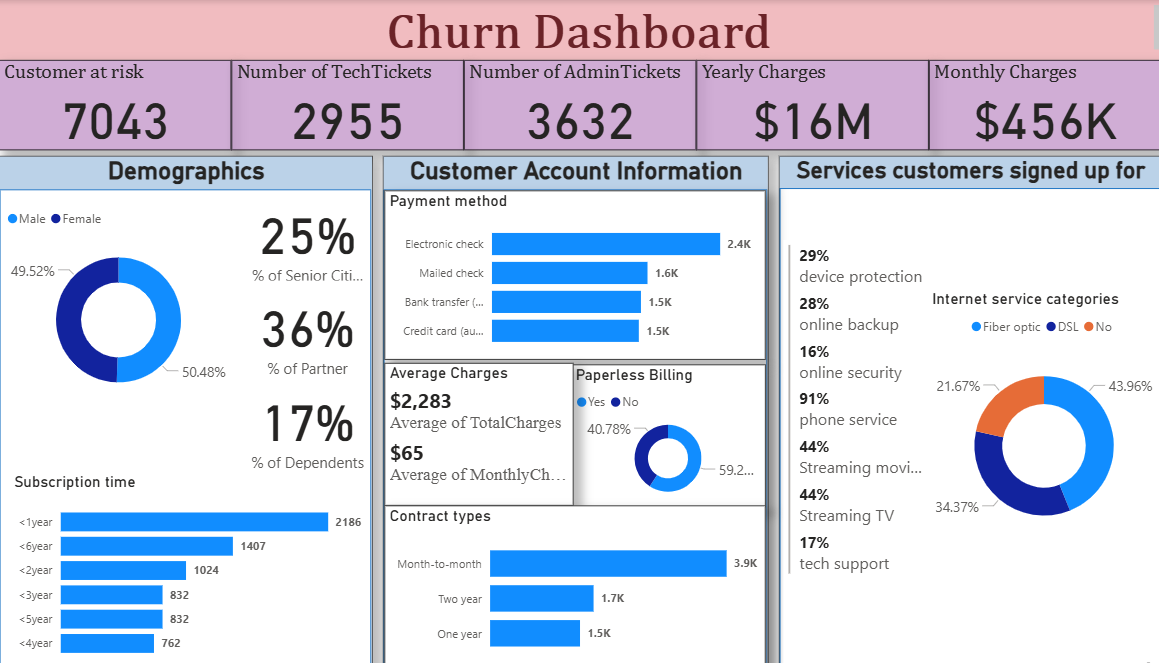 Churn Dashboard
Customer at risk
7043
Number of TechTickets
2955
Number of AdminTickets
3632
Yearly Charges
$16M
Monthly Charges
$456K
Demographics
Male Female
49.52%
50.48%
25%
% of Senior Citi...
36%
% of Partner
17%
% of Dependents
Subscription time
<1year 2186
<6year 1407
<2year 1024
<3year 832
<5year 832
<4year 762
Customer Account Information
Payment method
Electronic check 2.4K
Mailed check 1.6K
Bank transfer (... 1.5K
Credit card (au... 1.5K
Average Charges
$2,283
Average of TotalCharges
$65
Average of MonthlyCh...
Paperless Billing
Yes No
40.78%
59.2...
Contract types
Month-to-month 3.9K
Two year 1.7K
One year 1.5K
Services customers signed up for
29%
device protection
28%
online backup
16%
online security
91%
phone service
44%
Streaming movi...
44%
Streaming TV
17%
tech support
Internet service categories
Fiber optic DSL No
21.67%
43.96%
34.37%